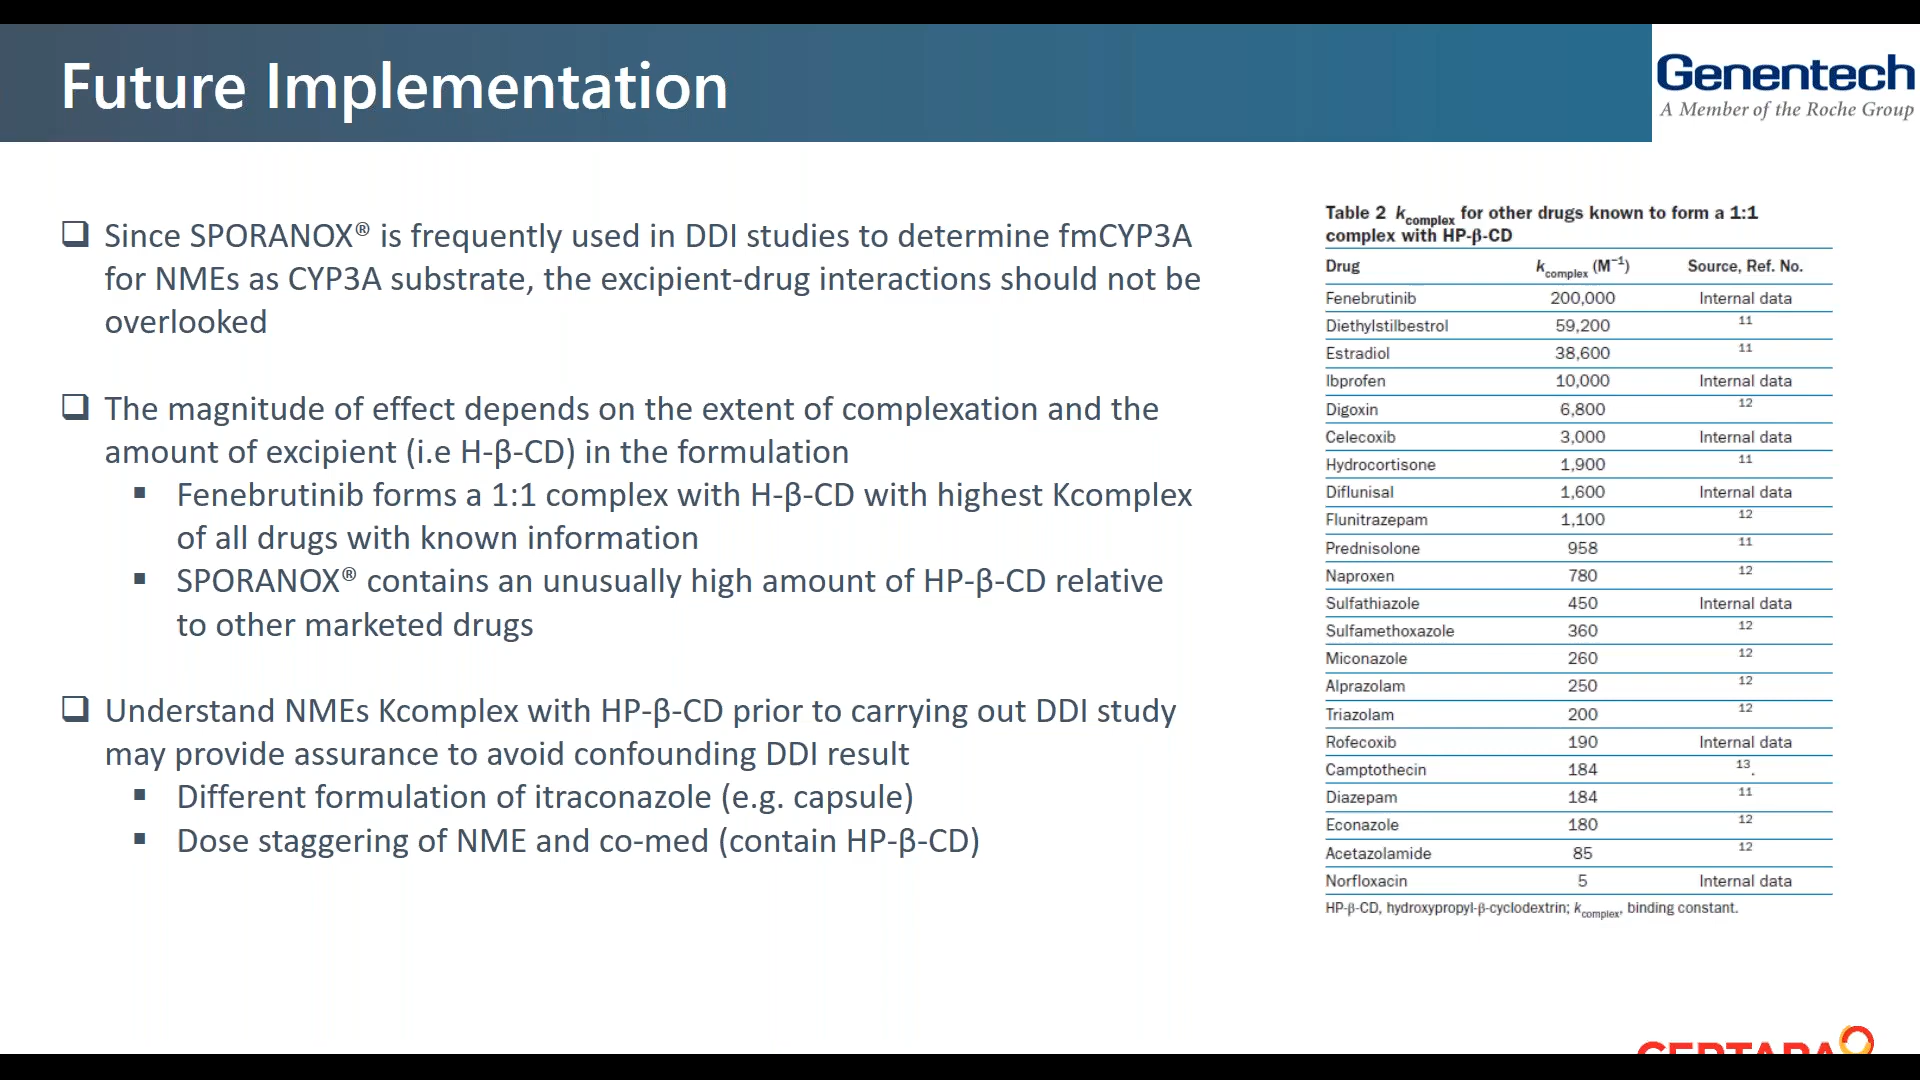 Future Implementation
Genentech
A Member of the Roche Group
Since SPORANOX® is frequently used in DDI studies to determine fmCYP3A
for NMEs as CYP3A substrate, the excipient-drug interactions should not be
overlooked
The magnitude of effect depends on the extent of complexation and the
amount of excipient (i.e H-β-CD) in the formulation
▪ Fenebrutinib forms a 1:1 complex with H-β-CD with highest Kcomplex
of all drugs with known information
▪ SPORANOX® contains an unusually high amount of HP-β-CD relative
to other marketed drugs
Understand NMEs Kcomplex with HP-β-CD prior to carrying out DDI study
may provide assurance to avoid confounding DDI result
▪ Different formulation of itraconazole (e.g. capsule)
▪ Dose staggering of NME and co-med (contain HP-β-CD)
Table 2 kcomplex for other drugs known to form a 1:1
complex with HP-β-CD
Drug kcomplex (M⁻¹) Source, Ref. No.
Fenebrutinib 200,000 Internal data
Diethylstilbestrol 59,200 11
Estradiol 38,600 11
Ibprofen 10,000 Internal data
Digoxin 6,800 12
Celecoxib 3,000 Internal data
Hydrocortisone 1,900 11
Diflunisal 1,600 Internal data
Flunitrazepam 1,100 12
Prednisolone 958 11
Naproxen 780 12
Sulfathiazole 450 Internal data
Sulfamethoxazole 360 12
Miconazole 260 12
Alprazolam 250 12
Triazolam 200 12
Rofecoxib 190 Internal data
Camptothecin 184 13.
Diazepam 184 11
Econazole 180 12
Acetazolamide 85 12
Norfloxacin 5 Internal data
HP-β-CD, hydroxypropyl-β-cyclodextrin; kcomplex, binding constant.
CERTARA